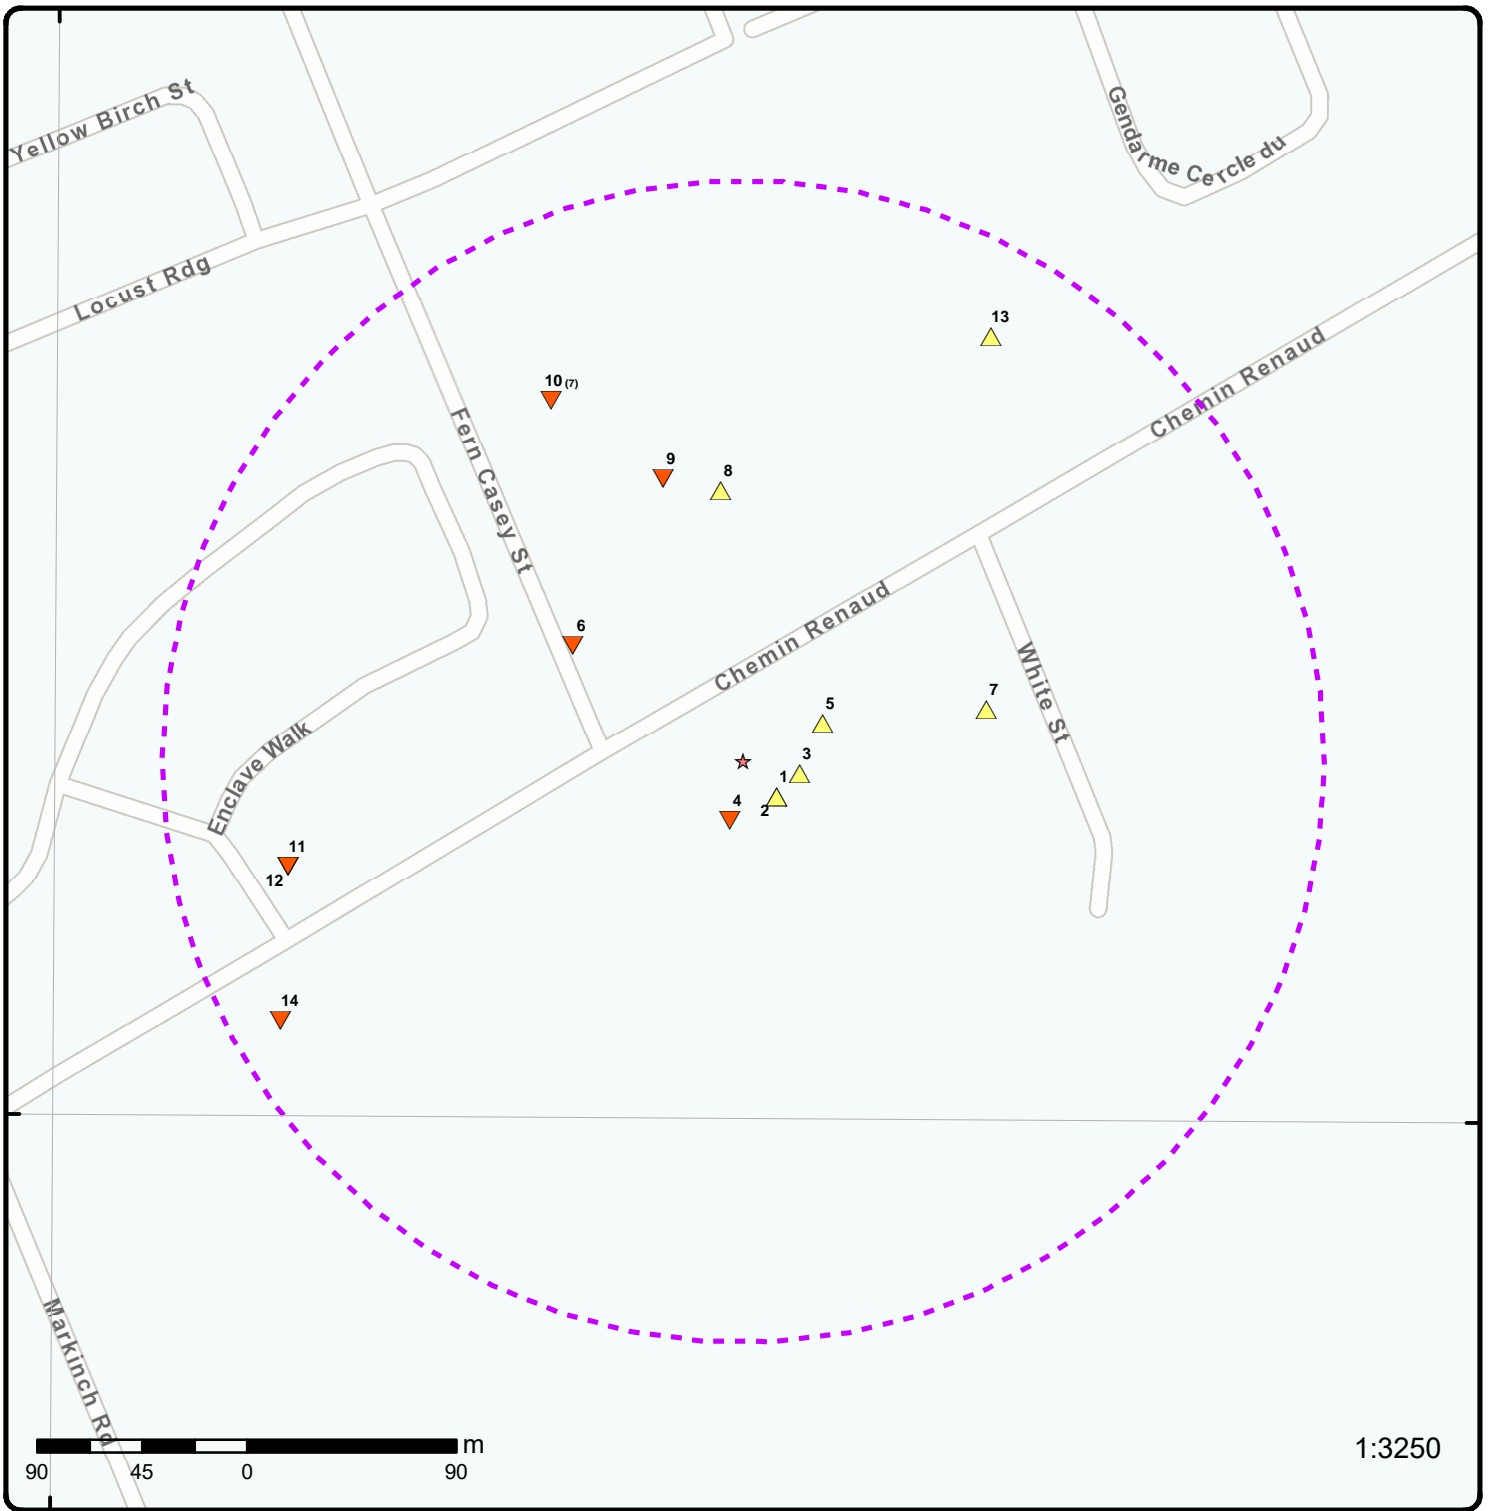 Yellow Birch St
Gendarme Cercle du
Locust Rdg
13
Chemin Renaud
10 (7)
Fern Casey St
9
8
Chemin Renaud
6
White St
7
5
Enclave Walk
3
1
4
2
11
12
14
Markinch Rd
m
1:3250
90 45 0 90